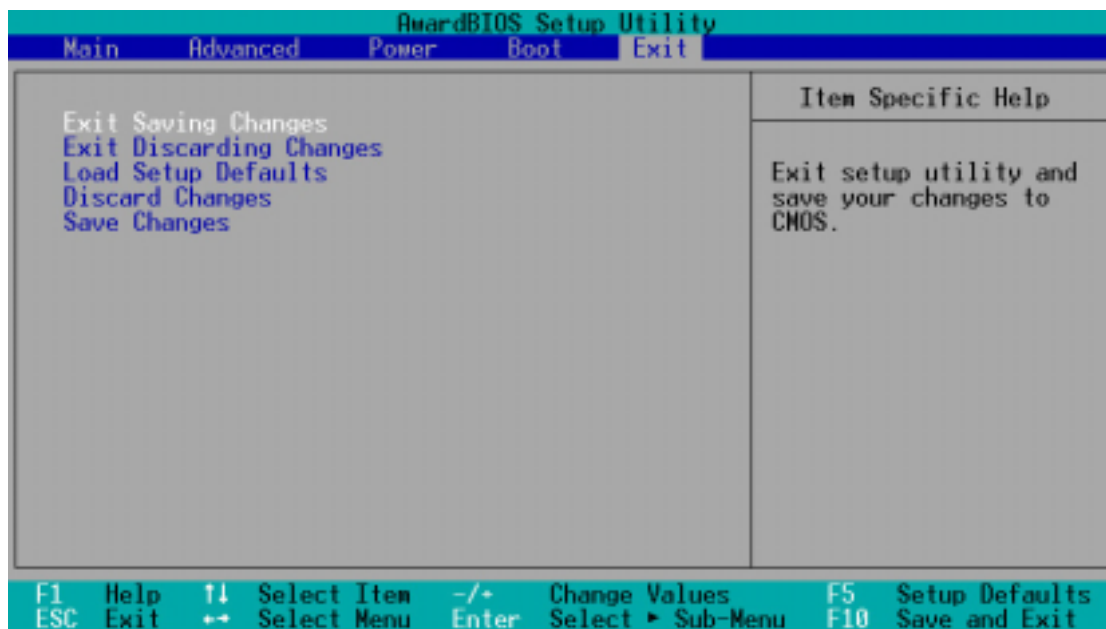 AwardBIOS Setup Utility
Main Advanced Power Boot Exit
Exit Saving Changes
Exit Discarding Changes
Load Setup Defaults
Discard Changes
Save Changes
Item Specific Help
Exit setup utility and
save your changes to
CMOS.
F1 Help ↑↓ Select Item -/+ Change Values F5 Setup Defaults
ESC Exit ←→ Select Menu Enter Select ► Sub-Menu F10 Save and Exit